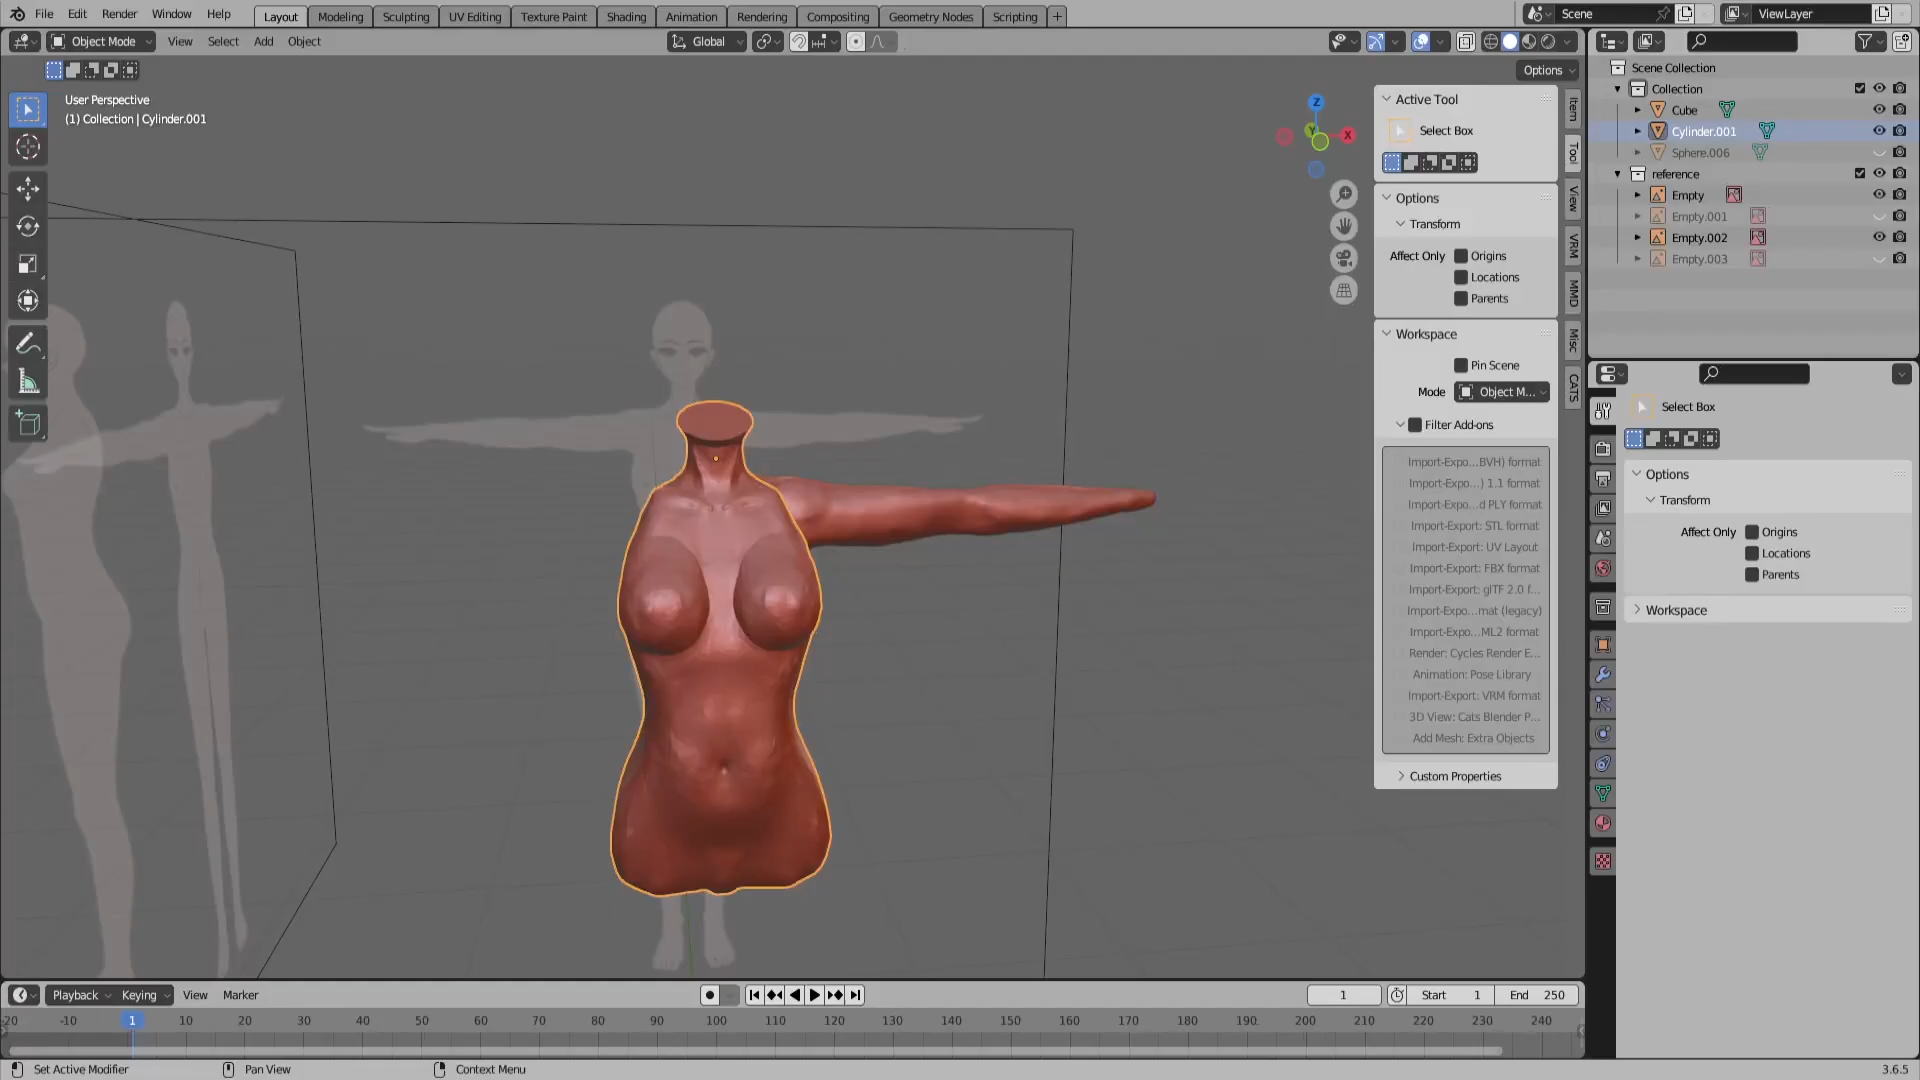 File Edit Render Window Help Layout Modeling Sculpting UV Editing Texture Paint Shading Animation Rendering Compositing Geometry Nodes Scripting + Scene ViewLayer
Object Mode View Select Add Object Global
Options
User Perspective
(1) Collection | Cylinder.001
Z
Y
X
Active Tool
Select Box
Options
Transform
Affect Only Origins
Locations
Parents
Workspace
Pin Scene
Mode Object M...
Filter Add-ons
Import-Expo...BVH) format
Import-Expo...) 1.1 format
Import-Expo...d PLY format
Import-Export: STL format
Import-Export: UV Layout
Import-Export: FBX format
Import-Export: glTF 2.0 f...
Import-Expo...mat (legacy)
Import-Expo...ML2 format
Render: Cycles Render E...
Animation: Pose Library
Import-Export: VRM format
3D View: Cats Blender P...
Add Mesh: Extra Objects
Custom Properties
Item
Tool
View
VRM
MMD
Misc
CATS
Scene Collection
Collection
Cube
Cylinder.001
Sphere.006
reference
Empty
Empty.001
Empty.002
Empty.003
Select Box
Options
Transform
Affect Only Origins
Locations
Parents
Workspace
Playback Keying View Marker 1 Start 1 End 250
-20 -10 1 10 20 30 40 50 60 70 80 90 100 110 120 130 140 150 160 170 180 190 200 210 220 230 240
Set Active Modifier Pan View Context Menu 3.6.5